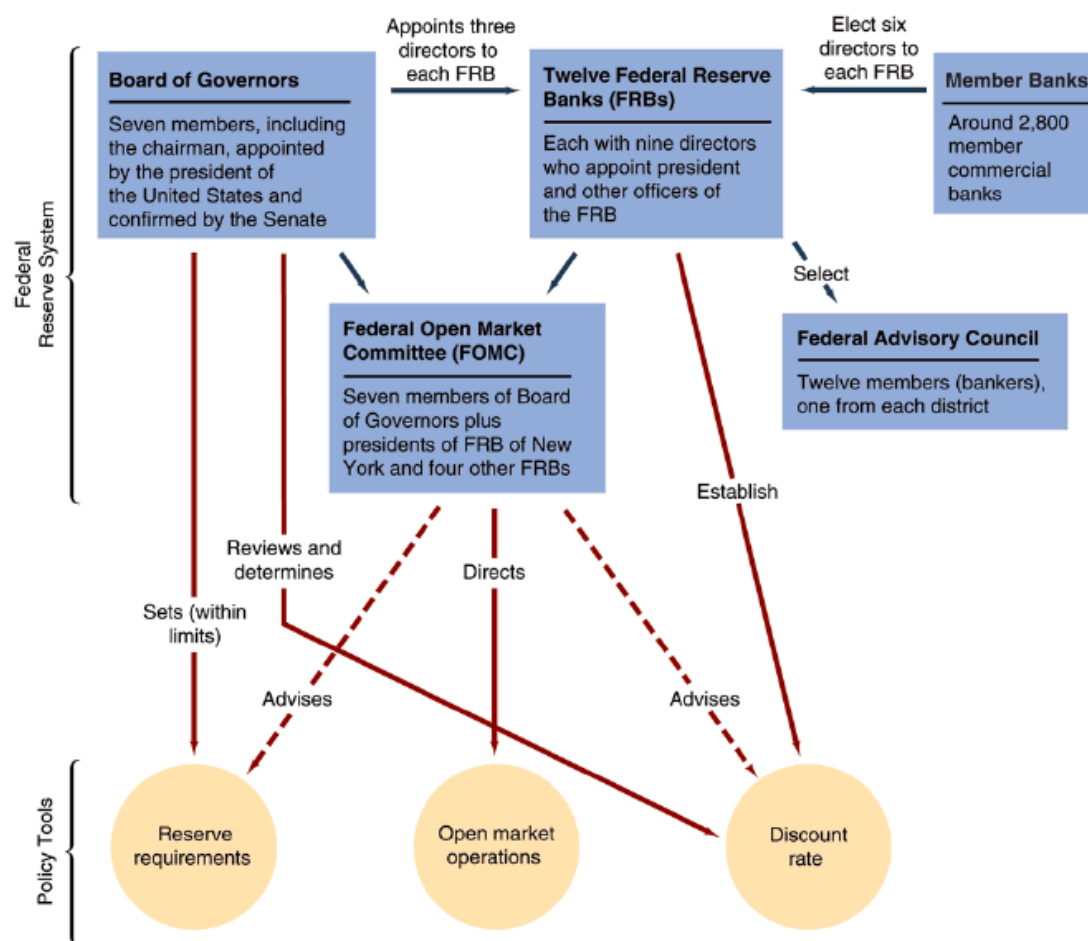 Appoints three
directors to
each FRB
Elect six
directors to
each FRB
Board of Governors
Seven members, including
the chairman, appointed
by the president of
the United States and
confirmed by the Senate
Twelve Federal Reserve
Banks (FRBs)
Each with nine directors
who appoint president
and other officers of
the FRB
Member Banks
Around 2,800
member
commercial
banks
Federal
Reserve System
Select
Federal Open Market
Committee (FOMC)
Seven members of Board
of Governors plus
presidents of FRB of New
York and four other FRBs
Federal Advisory Council
Twelve members (bankers),
one from each district
Establish
Reviews and
determines
Directs
Sets (within
limits)
Advises
Advises
Policy Tools
Reserve
requirements
Open market
operations
Discount
rate